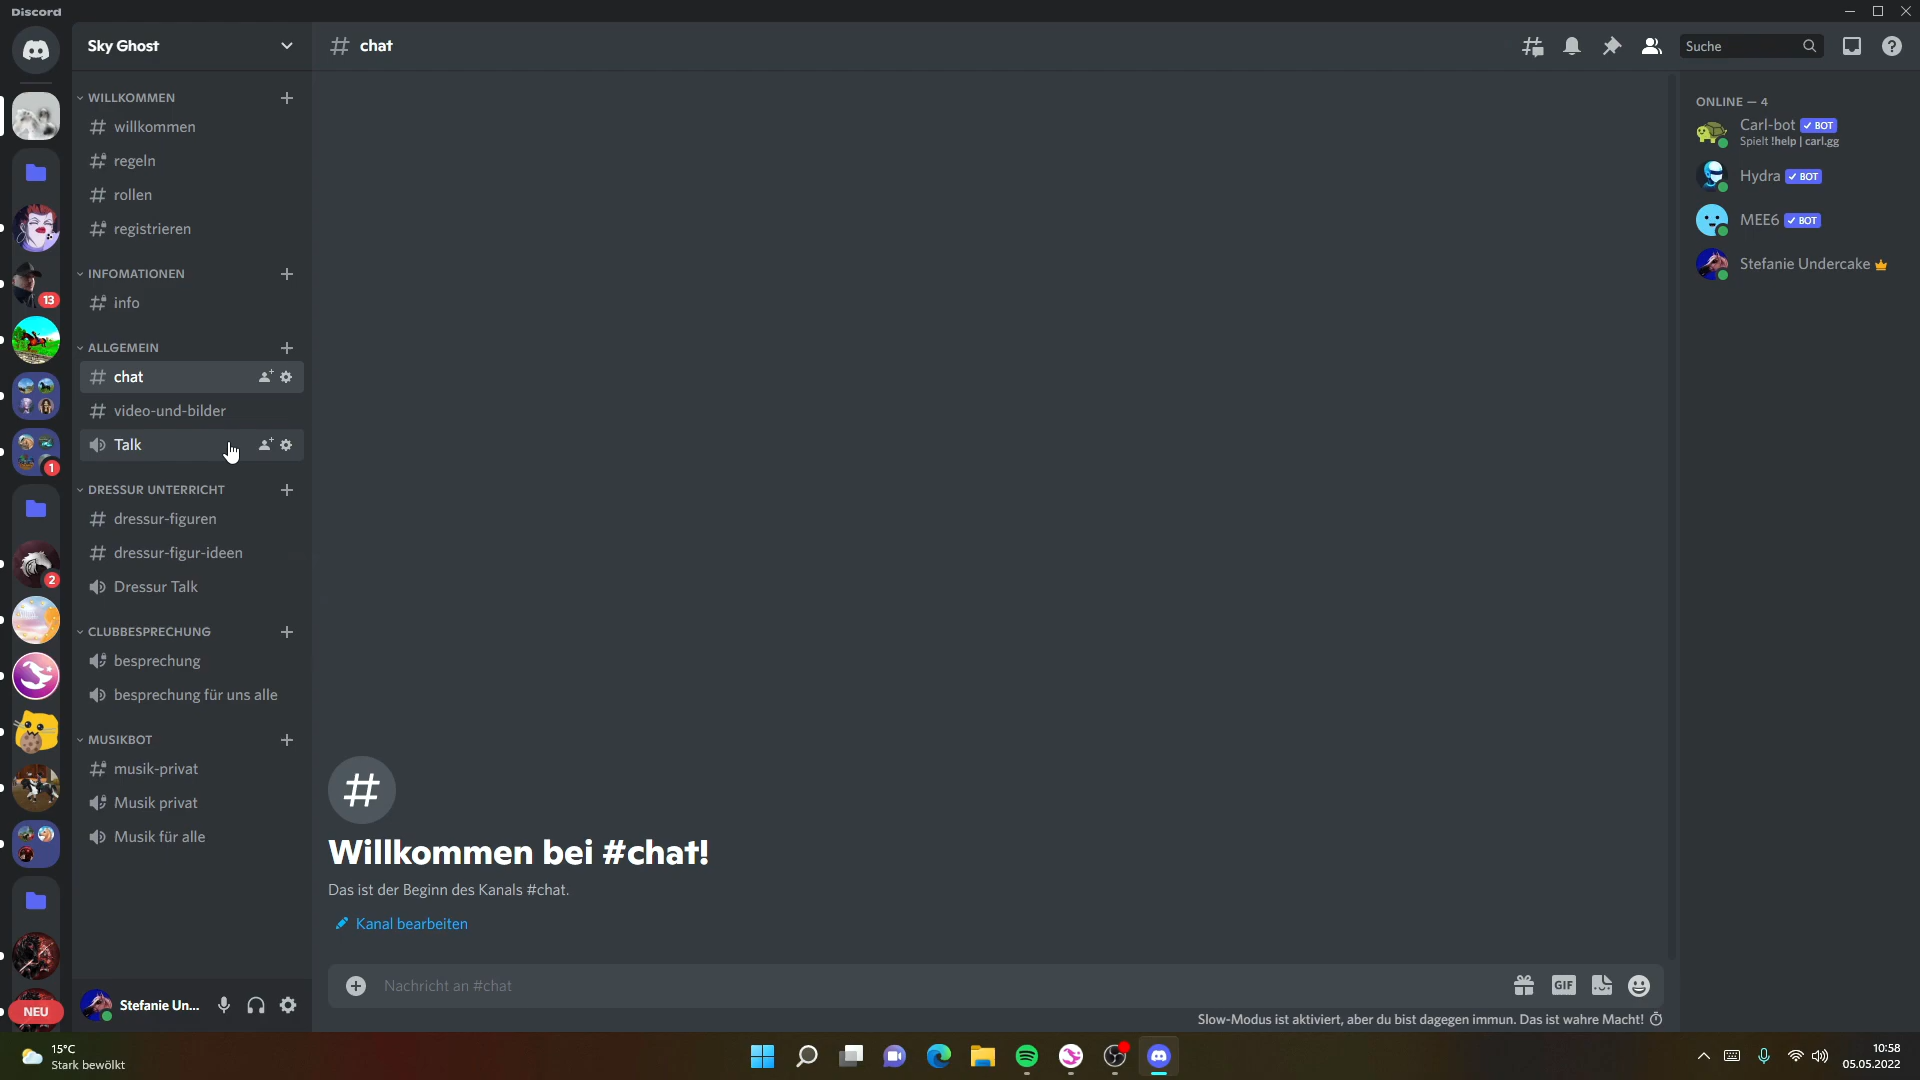 Discord
Sky Ghost
chat
Suche
WILLKOMMEN
willkommen
regeln
rollen
registrieren
INFOMATIONEN
info
ALLGEMEIN
chat
video-und-bilder
Talk
DRESSUR UNTERRICHT
dressur-figuren
dressur-figur-ideen
Dressur Talk
CLUBBESPRECHUNG
besprechung
besprechung für uns alle
MUSIKBOT
musik-privat
Musik privat
Musik für alle
13
1
2
NEU
Stefanie Un...
Willkommen bei #chat!
Das ist der Beginn des Kanals #chat.
Kanal bearbeiten
Nachricht an #chat
GIF
Slow-Modus ist aktiviert, aber du bist dagegen immun. Das ist wahre Macht!
ONLINE — 4
Carl-bot ✓ BOT
Spielt !help | carl.gg
Hydra ✓ BOT
MEE6 ✓ BOT
Stefanie Undercake
15°C
Stark bewölkt
10:58
05.05.2022